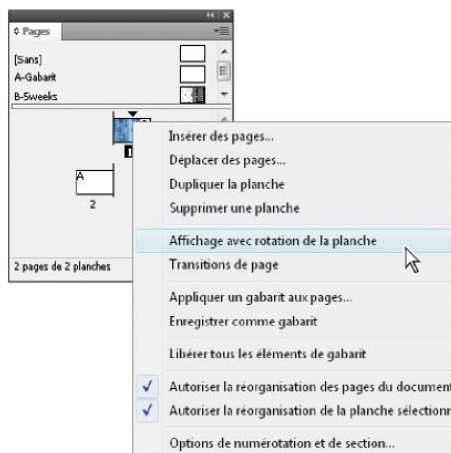 Pages
[Sans]
A-Gabarit
B-5weeks
1
A
2
2 pages de 2 planches
Insérer des pages...
Déplacer des pages...
Dupliquer la planche
Supprimer une planche
Affichage avec rotation de la planche
Transitions de page
Appliquer un gabarit aux pages...
Enregistrer comme gabarit
Libérer tous les éléments de gabarit
Autoriser la réorganisation des pages du document
Autoriser la réorganisation de la planche sélectionn
Options de numérotation et de section...